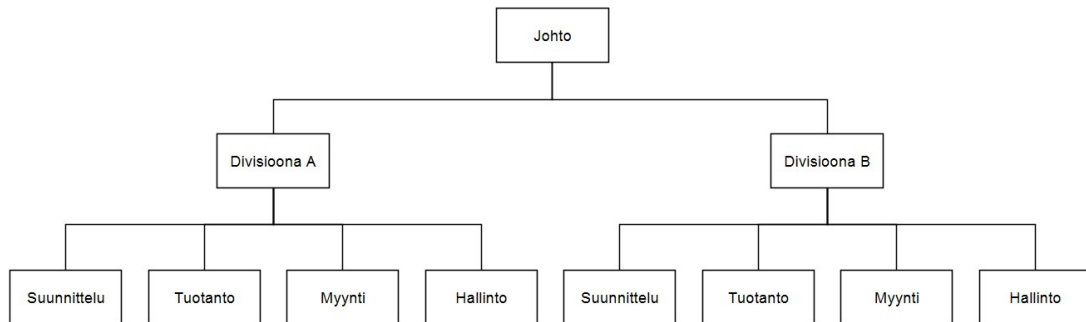 Johto
Divisioona A
Divisioona B
Suunnittelu
Tuotanto
Myynti
Hallinto
Suunnittelu
Tuotanto
Myynti
Hallinto